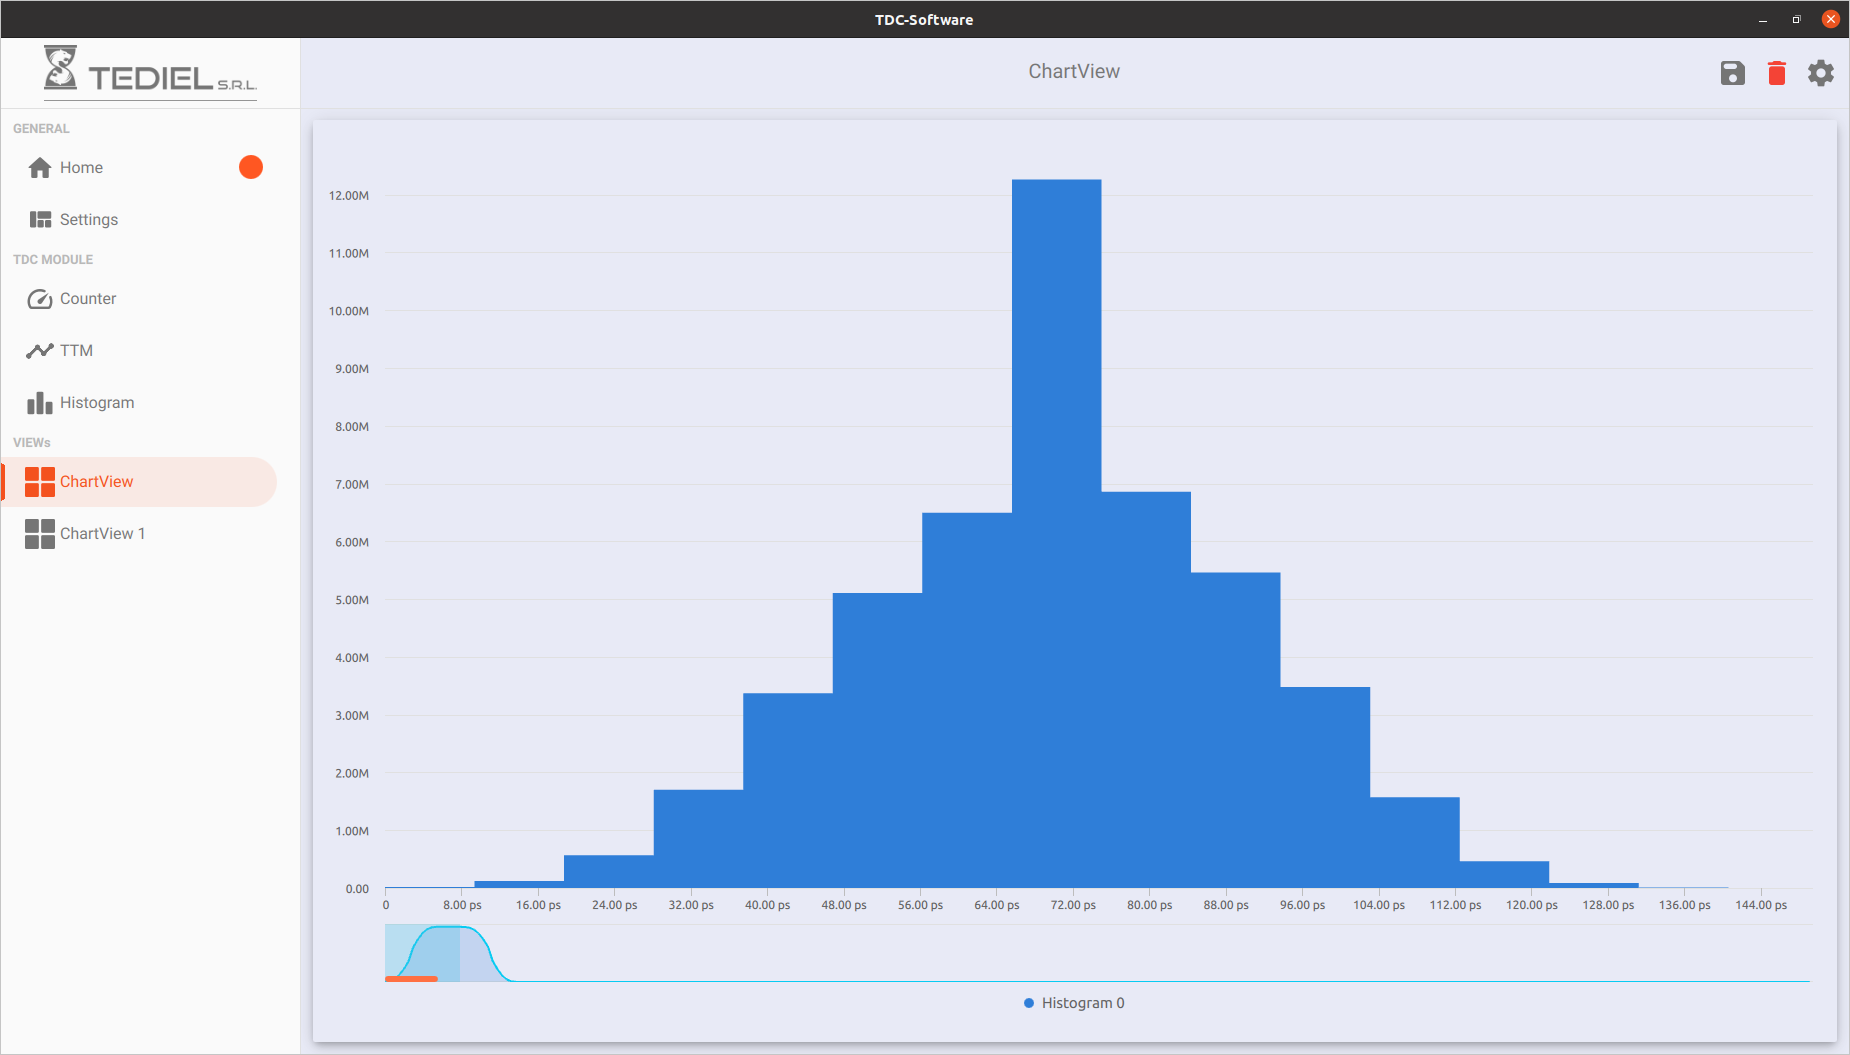 TDC-Software
TEDIEL S.R.L.
ChartView
GENERAL
Home
Settings
TDC MODULE
Counter
TTM
Histogram
VIEWs
ChartView
ChartView 1
12.00M
11.00M
10.00M
9.00M
8.00M
7.00M
6.00M
5.00M
4.00M
3.00M
2.00M
1.00M
0.00
0 8.00 ps 16.00 ps 24.00 ps 32.00 ps 40.00 ps 48.00 ps 56.00 ps 64.00 ps 72.00 ps 80.00 ps 88.00 ps 96.00 ps 104.00 ps 112.00 ps 120.00 ps 128.00 ps 136.00 ps 144.00 ps
Histogram 0